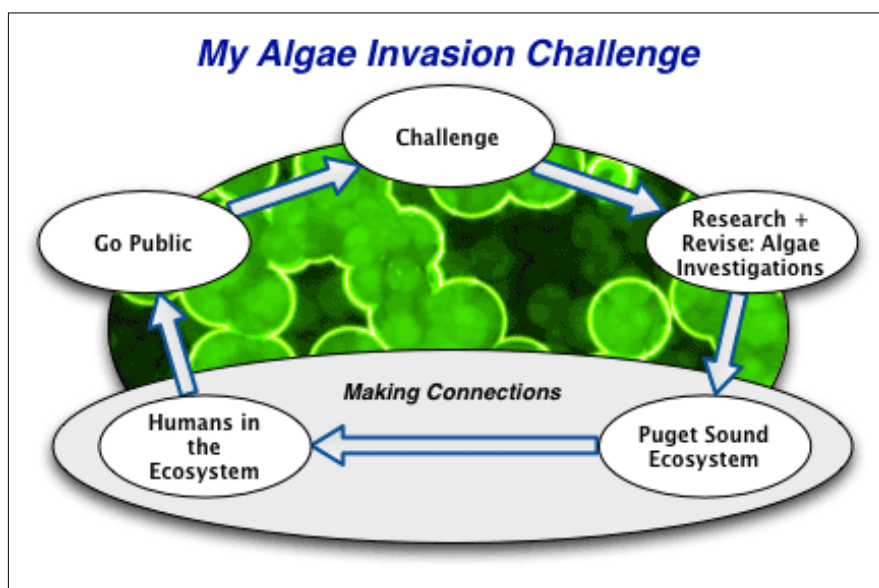 My Algae Invasion Challenge
Challenge
Research +
Revise: Algae
Investigations
Go Public
Making Connections
Humans in
the
Ecosystem
Puget Sound
Ecosystem